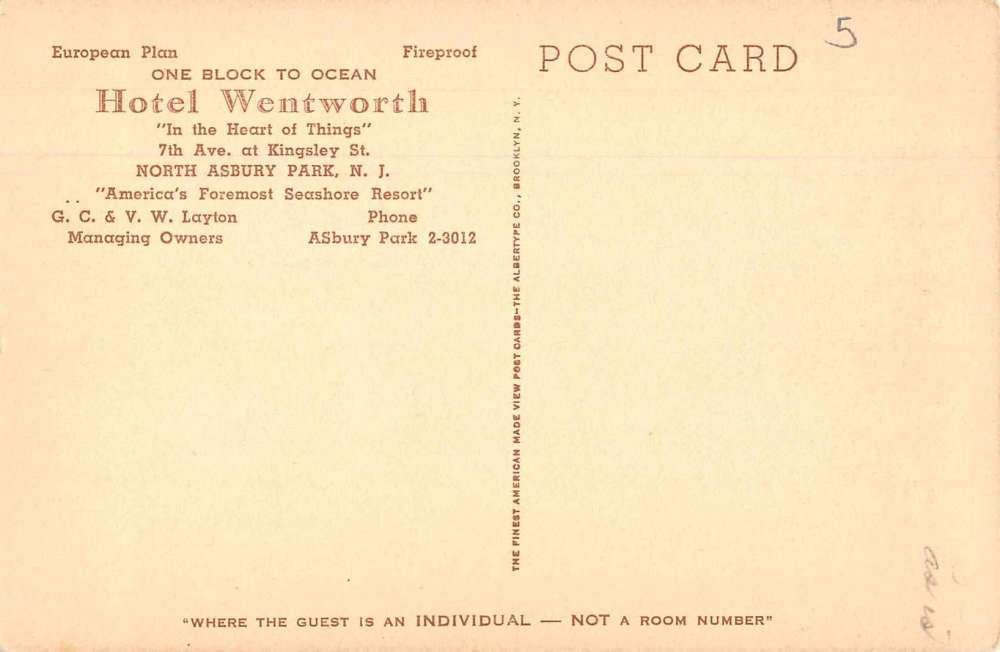 European Plan Fireproof
ONE BLOCK TO OCEAN
Hotel Wentworth
"In the Heart of Things"
7th Ave. at Kingsley St.
NORTH ASBURY PARK, N. J.
"America's Foremost Seashore Resort"
G. C. & V. W. Layton Phone
Managing Owners ASbury Park 2-3012
THE FINEST AMERICAN MADE VIEW POST CARDS—THE ALBERTYPE CO., BROOKLYN, N. Y.
POST CARD
5
as is
"WHERE THE GUEST IS AN INDIVIDUAL — NOT A ROOM NUMBER"